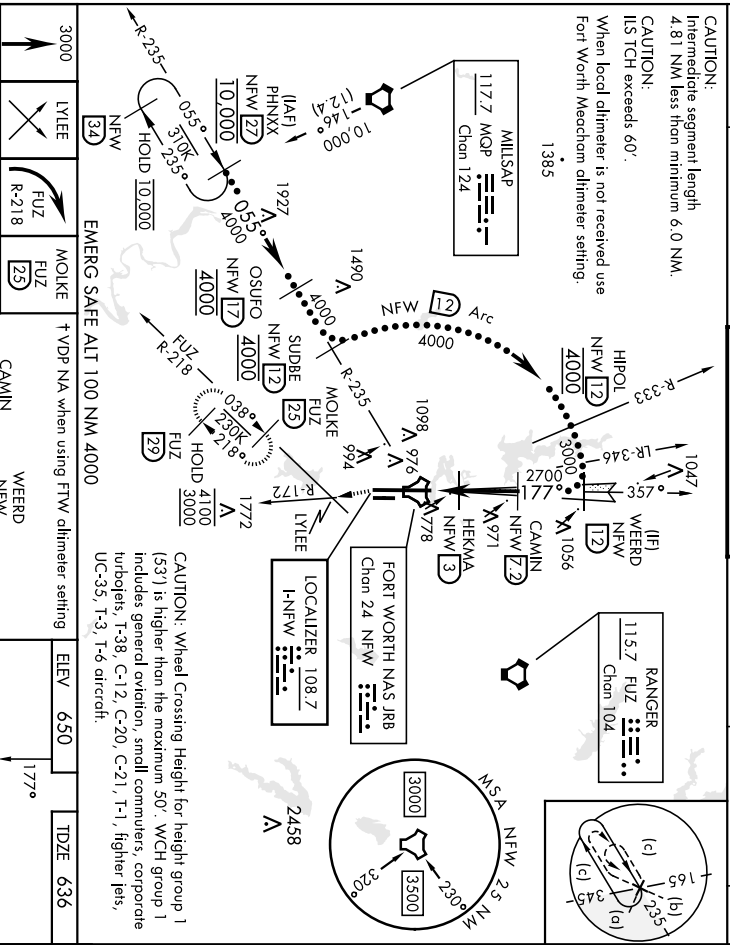 CAUTION:
Intermediate segment length
4.81 NM less than minimum 6.0 NM.
CAUTION:
ILS TCH exceeds 60'.
When local altimeter is not received use
Fort Worth Meacham altimeter setting.
1385
MILLSAP
117.7 MQP
Chan 124
10,000
146°
(12.4)
(IAF)
PHNXX
NFW 27
10,000
R-235
055°
310K
235°
HOLD 10,000
NFW
34
055°
4000
1927
OSUFO
NFW 17
4000
4000
1490
SUDBE
NFW 12
4000
NFW 12 Arc
4000
HIPOL
NFW 12
4000
R-333
3000
LR-346
1047
357°
(IF)
WEERD
NFW
12
1056
2700
177°
CAMIN
NFW 7.2
971
HEKMA
NFW 3
778
R-235
1098
976
994
MOLKE
FUZ
25
FUZ
R-218
038°
230K
218°
HOLD 4100
3000
FUZ
29
R-172
LYLEE
1772
RANGER
115.7 FUZ
Chan 104
FORT WORTH NAS JRB
Chan 24 NFW
LOCALIZER 108.7
I-NFW
165
(b)
235
(c)
(a)
(c)
345
MSA NFW 25 NM
3000
3500
230°
320°
2458
CAUTION: Wheel Crossing Height for height group 1
(53') is higher than the maximum 50'. WCH group 1
includes general aviation, small commuters, corporate
turbojets, T-38, C-12, C-20, C-21, T-1, fighter jets,
UC-35, T-3, T-6 aircraft.
EMERG SAFE ALT 100 NM 4000
3000
LYLEE
FUZ
R-218
MOLKE
FUZ
25
† VDP NA when using FTW altimeter setting
CAMIN
WEERD
NFW
ELEV 650
TDZE 636
177°